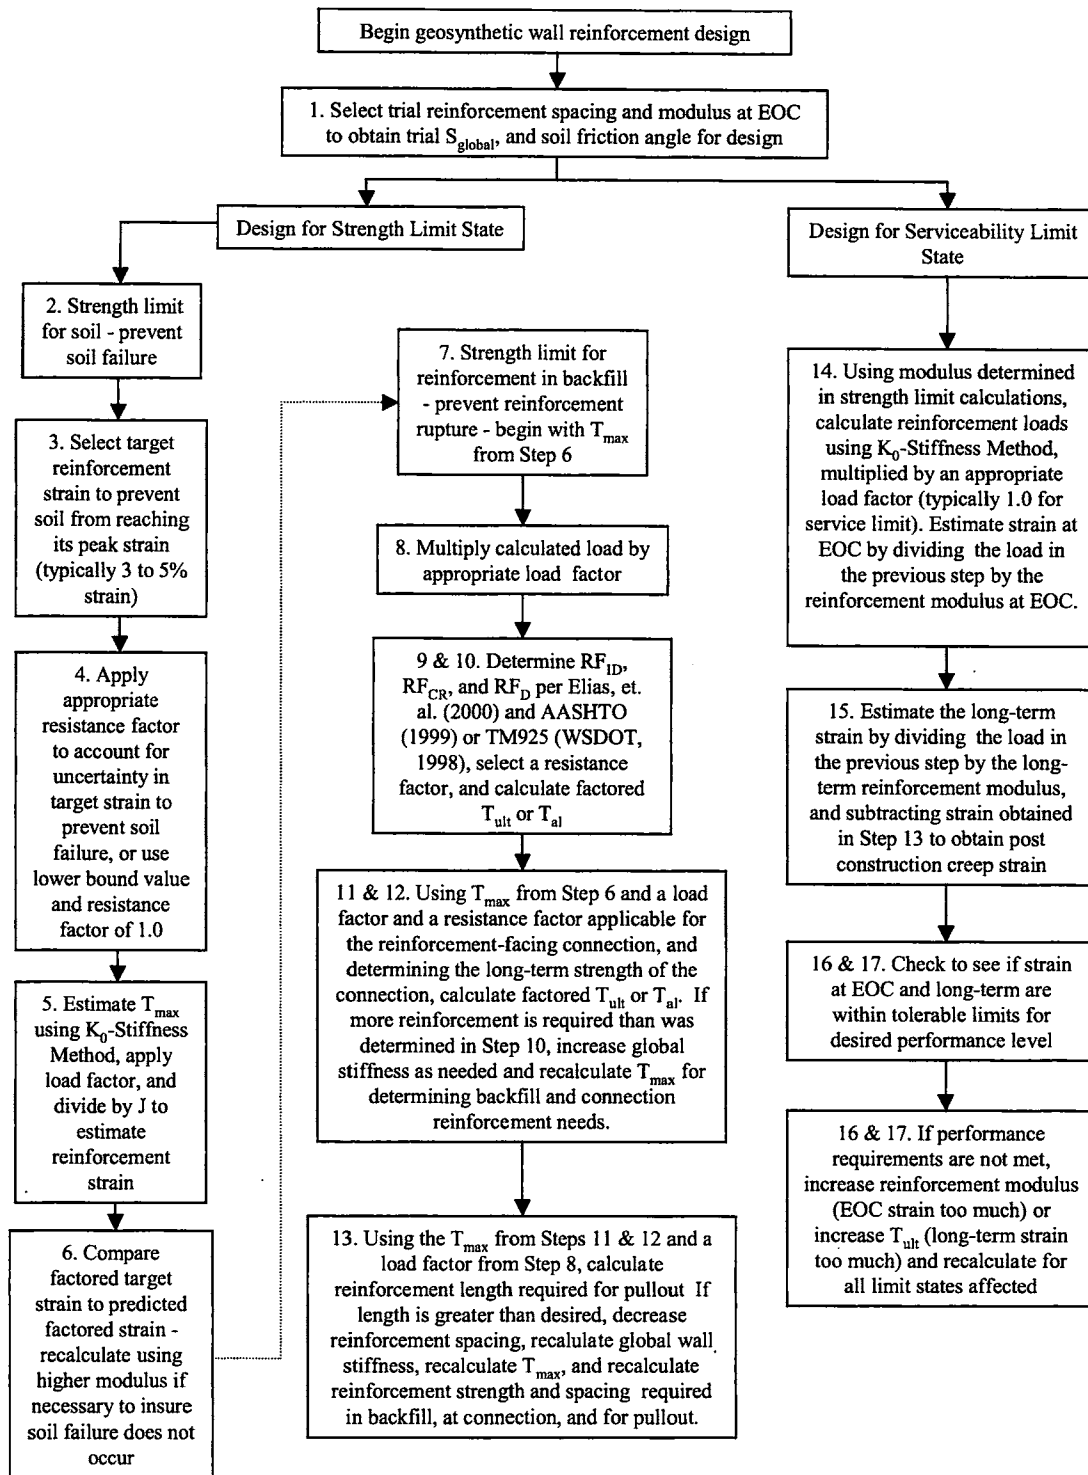 Begin geosynthetic wall reinforcement design
1. Select trial reinforcement spacing and modulus at EOC
to obtain trial S_global, and soil friction angle for design
Design for Strength Limit State
2. Strength limit
for soil - prevent
soil failure
3. Select target
reinforcement
strain to prevent
soil from reaching
its peak strain
(typically 3 to 5%
strain)
4. Apply
appropriate
resistance factor
to account for
uncertainty in
target strain to
prevent soil
failure, or use
lower bound value
and resistance
factor of 1.0
5. Estimate T_max
using K_0-Stiffness
Method, apply
load factor, and
divide by J to
estimate
reinforcement
strain
6. Compare
factored target
strain to predicted
factored strain -
recalculate using
higher modulus if
necessary to insure
soil failure does not
occur
7. Strength limit for
reinforcement in backfill
- prevent reinforcement
rupture - begin with T_max
from Step 6
8. Multiply calculated load by
appropriate load factor
9 & 10. Determine RF_ID,
RF_CR, and RF_D per Elias, et.
al. (2000) and AASHTO
(1999) or TM925 (WSDOT,
1998), select a resistance
factor, and calculate factored
T_ult or T_al
11 & 12. Using T_max from Step 6 and a load
factor and a resistance factor applicable for
the reinforcement-facing connection, and
determining the long-term strength of the
connection, calculate factored T_ult or T_al. If
more reinforcement is required than was
determined in Step 10, increase global
stiffness as needed and recalculate T_max for
determining backfill and connection
reinforcement needs.
13. Using the T_max from Steps 11 & 12 and a
load factor from Step 8, calculate
reinforcement length required for pullout If
length is greater than desired, decrease
reinforcement spacing, recalulate global wall
stiffness, recalculate T_max, and recalculate
reinforcement strength and spacing required
in backfill, at connection, and for pullout.
Design for Serviceability Limit
State
14. Using modulus determined
in strength limit calculations,
calculate reinforcement loads
using K_0-Stiffness Method,
multiplied by an appropriate
load factor (typically 1.0 for
service limit). Estimate strain at
EOC by dividing the load in
the previous step by the
reinforcement modulus at EOC.
15. Estimate the long-term
strain by dividing the load in
the previous step by the long-
term reinforcement modulus,
and subtracting strain obtained
in Step 13 to obtain post
construction creep strain
16 & 17. Check to see if strain
at EOC and long-term are
within tolerable limits for
desired performance level
16 & 17. If performance
requirements are not met,
increase reinforcement modulus
(EOC strain too much) or
increase T_ult (long-term strain
too much) and recalculate for
all limit states affected